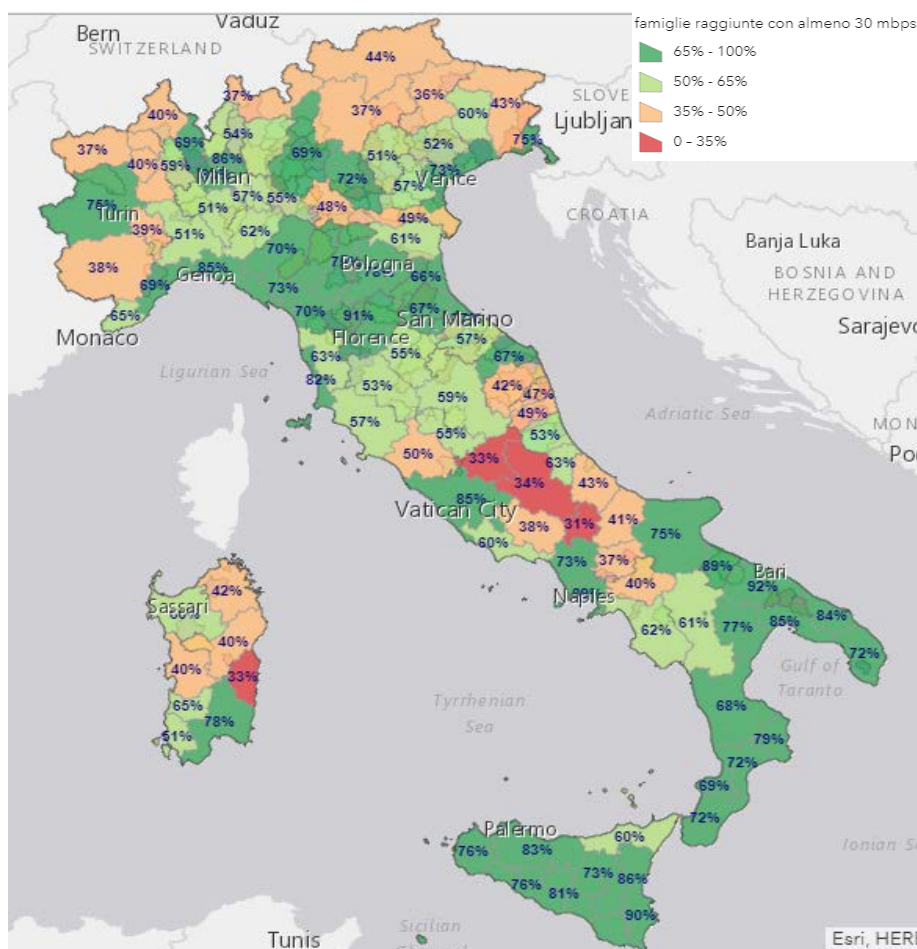 Vaduz
famiglie raggiunte con almeno 30 mbps
65% - 100%
50% - 65%
35% - 50%
0 - 35%
Bern
SWITZERLAND
44%
37%
36%
SLOVE
40%
37%
60%
43%
Ljubljan
54%
69%
75%
37%
40%
59%
86%
69%
51%
52%
Milan
72%
73%
Venice
57%
75%
Turin
51%
57%
55%
48%
49%
CROATIA
39%
51%
62%
61%
Banja Luka
38%
70%
Bologna
Genoa
85%
66%
BOSNIA AND
HERZEGOVINA
69%
73%
65%
70%
91%
67%
San Marino
Sarajevo
Monaco
Florence
57%
63%
55%
67%
Ligurian Sea
82%
53%
59%
42%
47%
49%
Adriatic Sea
57%
55%
53%
MON
50%
33%
63%
Po
34%
43%
85%
Vatican City
38%
31%
41%
75%
60%
73%
37%
89%
Bari
92%
42%
Naples
40%
Sassari
62%
61%
77%
85%
84%
40%
72%
40%
33%
Gulf of
Taranto
65%
78%
51%
Tyrrhenian
Sea
68%
79%
72%
69%
72%
Palermo
60%
76%
83%
Ionian S
76%
81%
73%
86%
90%
Sicilian
Tunis
Esri, HER